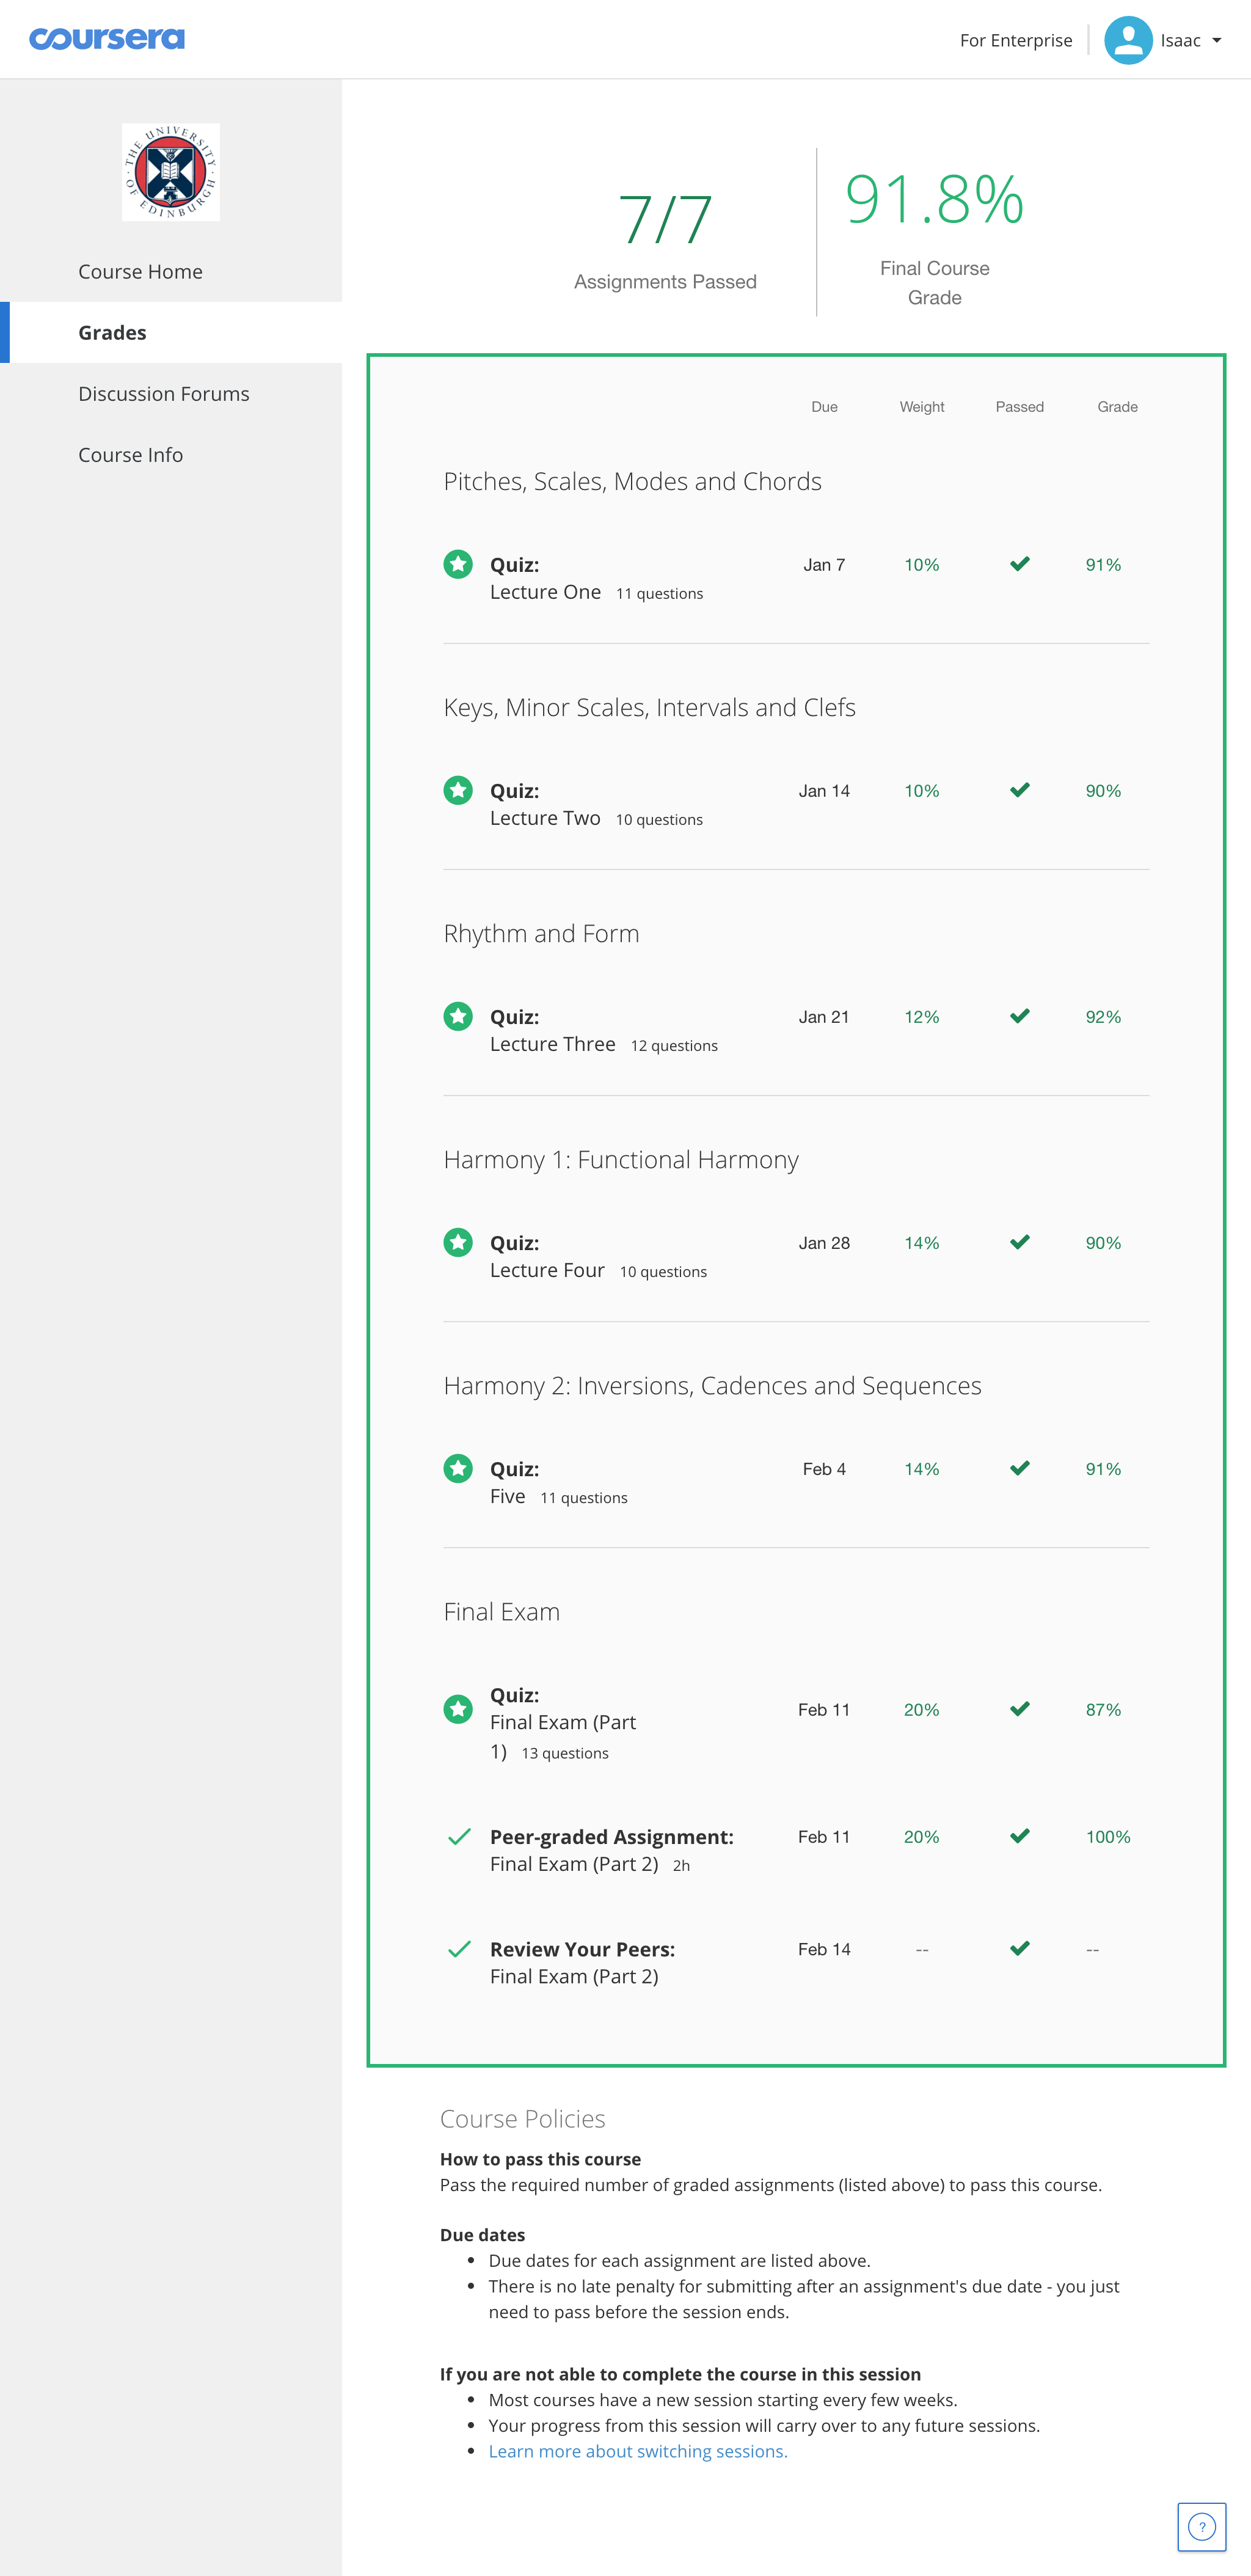 coursera
For Enterprise
Isaac
THE UNIVERSITY OF EDINBURGH
Course Home
Grades
Discussion Forums
Course Info
7/7
Assignments Passed
91.8%
Final Course
Grade
Due Weight Passed Grade
Pitches, Scales, Modes and Chords
Quiz:
Lecture One 11 questions
Jan 7 10% 91%
Keys, Minor Scales, Intervals and Clefs
Quiz:
Lecture Two 10 questions
Jan 14 10% 90%
Rhythm and Form
Quiz:
Lecture Three 12 questions
Jan 21 12% 92%
Harmony 1: Functional Harmony
Quiz:
Lecture Four 10 questions
Jan 28 14% 90%
Harmony 2: Inversions, Cadences and Sequences
Quiz:
Five 11 questions
Feb 4 14% 91%
Final Exam
Quiz:
Final Exam (Part
1) 13 questions
Feb 11 20% 87%
Peer-graded Assignment:
Final Exam (Part 2) 2h
Feb 11 20% 100%
Review Your Peers:
Final Exam (Part 2)
Feb 14 -- --
Course Policies
How to pass this course
Pass the required number of graded assignments (listed above) to pass this course.
Due dates
Due dates for each assignment are listed above.
There is no late penalty for submitting after an assignment's due date - you just
need to pass before the session ends.
If you are not able to complete the course in this session
Most courses have a new session starting every few weeks.
Your progress from this session will carry over to any future sessions.
Learn more about switching sessions.
?